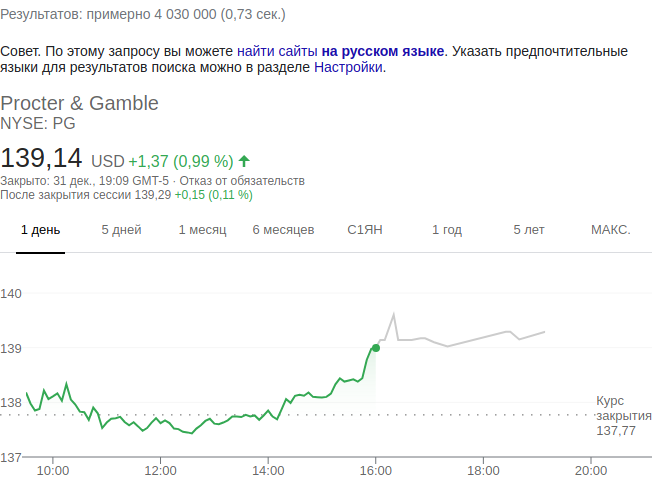 Результатов: примерно 4 030 000 (0,73 сек.)
Совет. По этому запросу вы можете найти сайты на русском языке. Указать предпочтительные
языки для результатов поиска можно в разделе Настройки.
Procter & Gamble
NYSE: PG
139,14 USD +1,37 (0,99 %)
Закрыто: 31 дек., 19:09 GMT-5 · Отказ от обязательств
После закрытия сессии 139,29 +0,15 (0,11 %)
1 день 5 дней 1 месяц 6 месяцев С1ЯН 1 год 5 лет МАКС.
140
139
138
Курс
закрытия
137,77
137
10:00 12:00 14:00 16:00 18:00 20:00